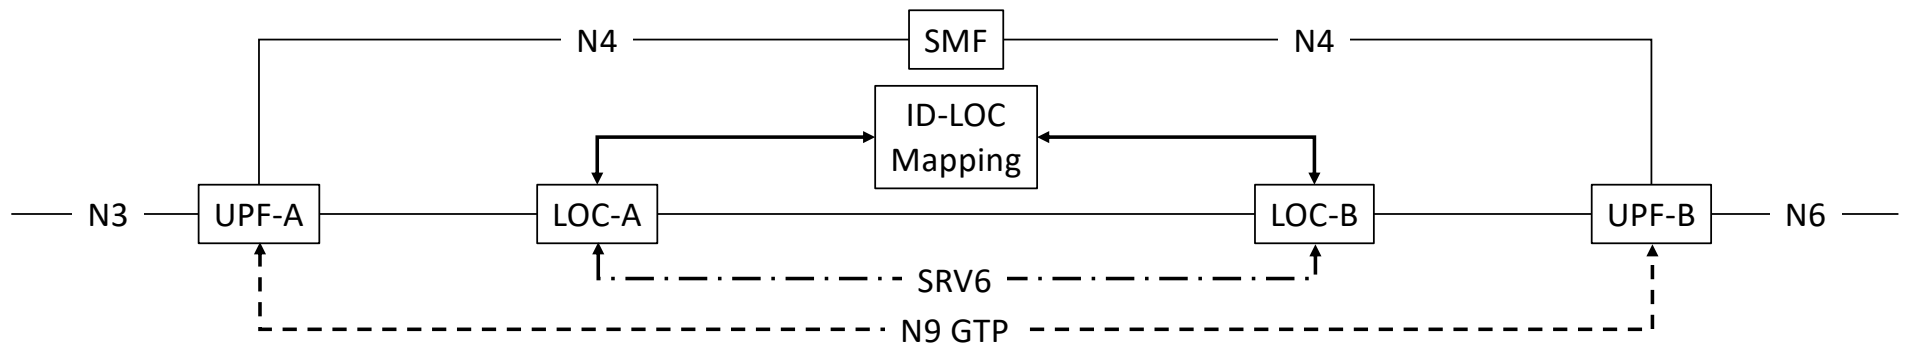 N4
SMF
N4
ID-LOC
Mapping
N3
UPF-A
LOC-A
LOC-B
UPF-B
N6
SRV6
N9 GTP